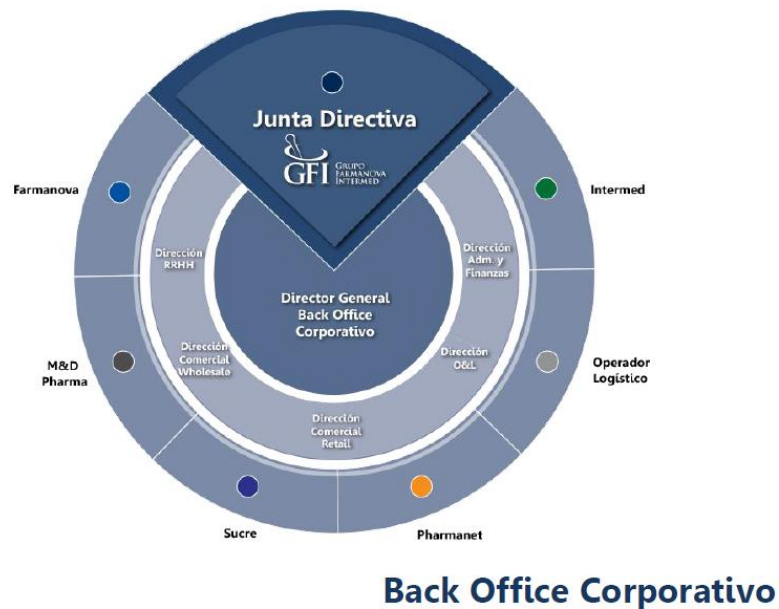 Junta Directiva
GFI
GRUPO
FARMANOVA
INTERMED
Farmanova
Intermed
Dirección
RRHH
Dirección
Adm. y
Finanzas
Director General
Back Office
Corporativo
M&D
Pharma
Dirección
Comercial
Wholesale
Dirección
O&L
Operador
Logístico
Dirección
Comercial
Retail
Sucre
Pharmanet
Back Office Corporativo